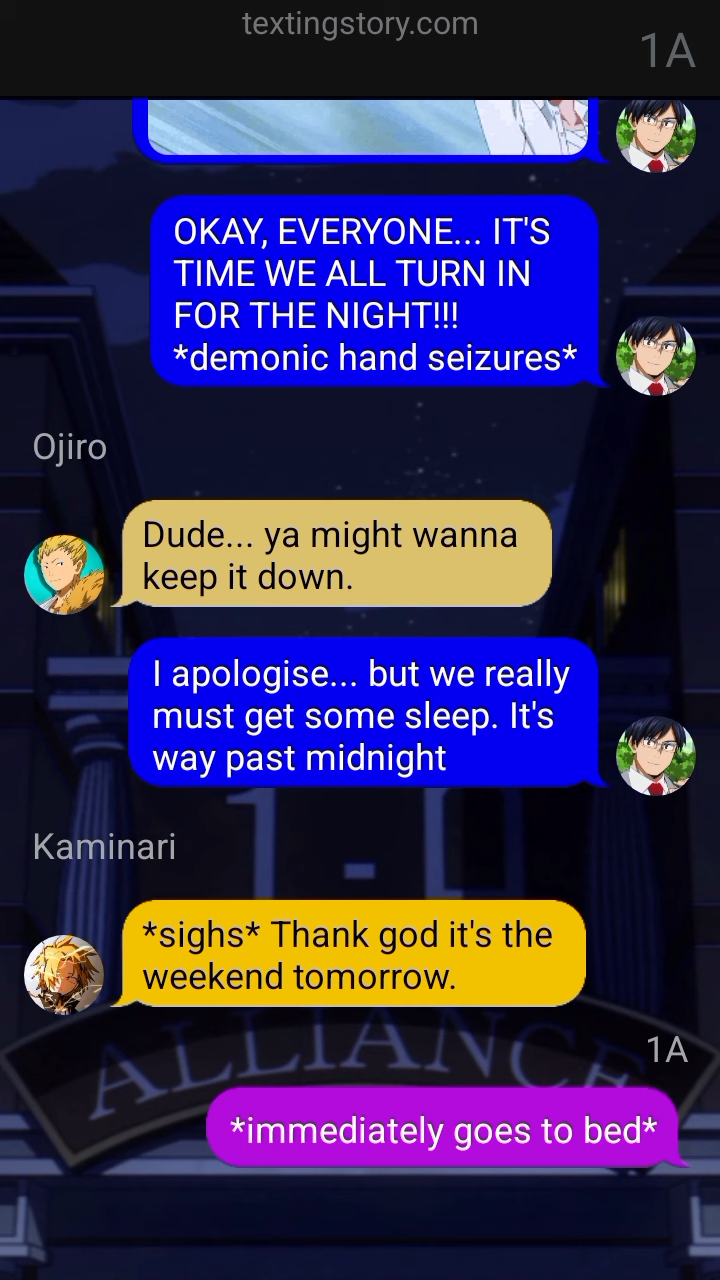 textingstory.com
1A
OKAY, EVERYONE... IT'S
TIME WE ALL TURN IN
FOR THE NIGHT!!!
*demonic hand seizures*
Ojiro
Dude... ya might wanna
keep it down.
I apologise... but we really
must get some sleep. It's
way past midnight
Kaminari
*sighs* Thank god it's the
weekend tomorrow.
1A
*immediately goes to bed*
1-
ALLIANCE